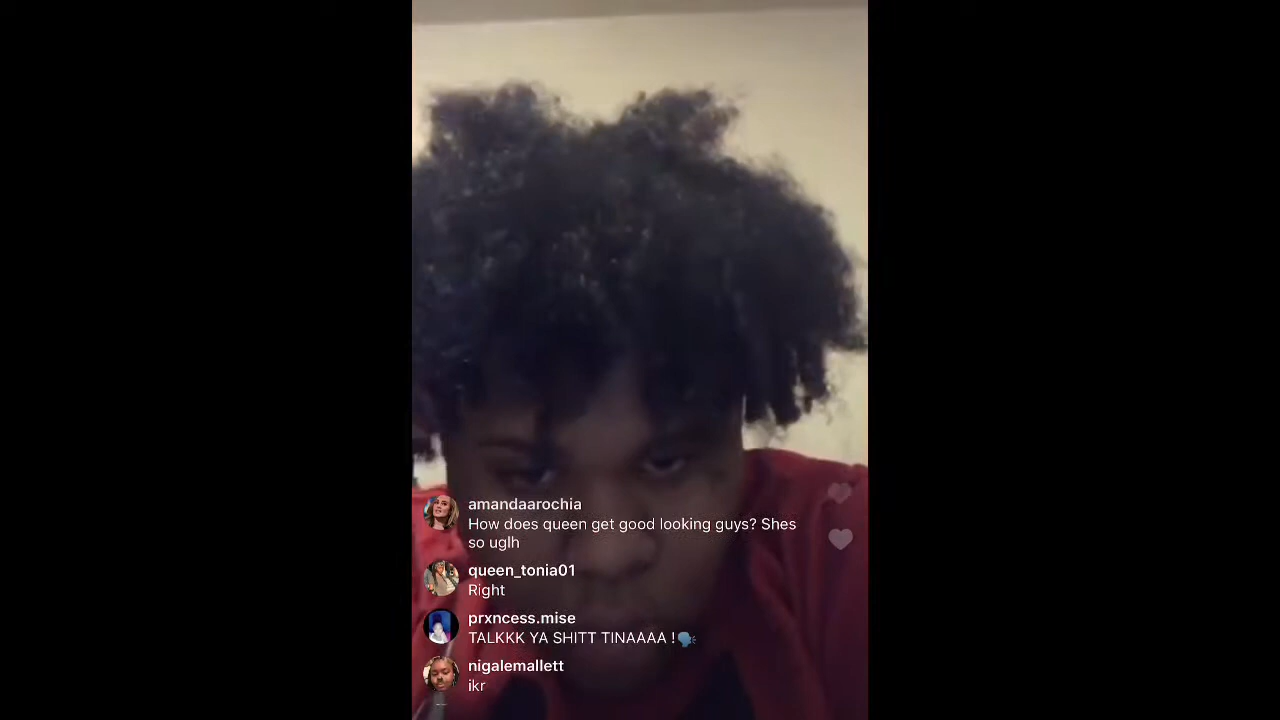 amandaarochia
How does queen get good looking guys? Shes
so uglh
queen_tonia01
Right
prxncess.mise
TALKKK YA SHITT TINAAAA !🗣
nigalemallett
ikr